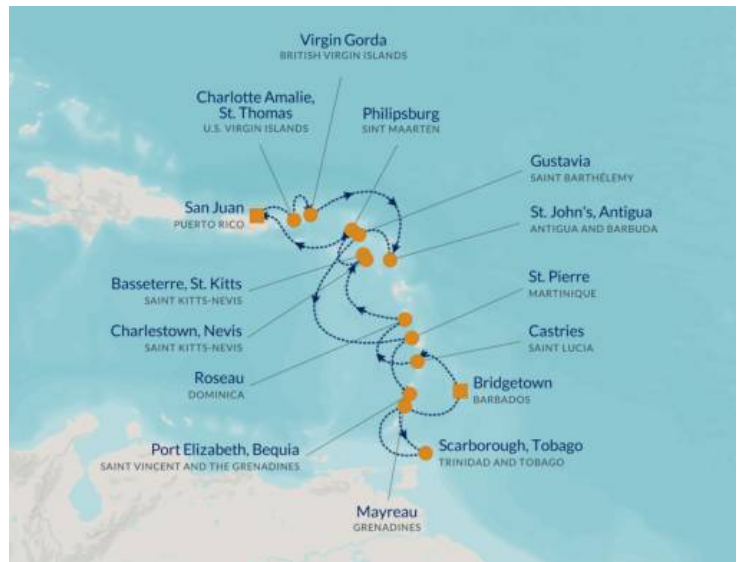 Virgin Gorda
BRITISH VIRGIN ISLANDS
Charlotte Amalie,
St. Thomas
U.S. VIRGIN ISLANDS
Philipsburg
SINT MAARTEN
Gustavia
SAINT BARTHÉLEMY
San Juan
PUERTO RICO
St. John's, Antigua
ANTIGUA AND BARBUDA
Basseterre, St. Kitts
SAINT KITTS-NEVIS
St. Pierre
MARTINIQUE
Charlestown, Nevis
SAINT KITTS-NEVIS
Castries
SAINT LUCIA
Roseau
DOMINICA
Bridgetown
BARBADOS
Port Elizabeth, Bequia
SAINT VINCENT AND THE GRENADINES
Scarborough, Tobago
TRINIDAD AND TOBAGO
Mayreau
GRENADINES